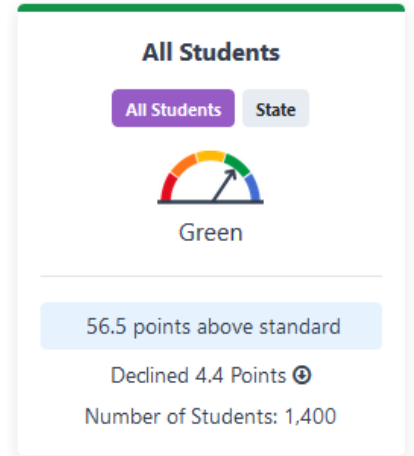 All Students
All Students State
Green
56.5 points above standard
Declined 4.4 Points
Number of Students: 1,400